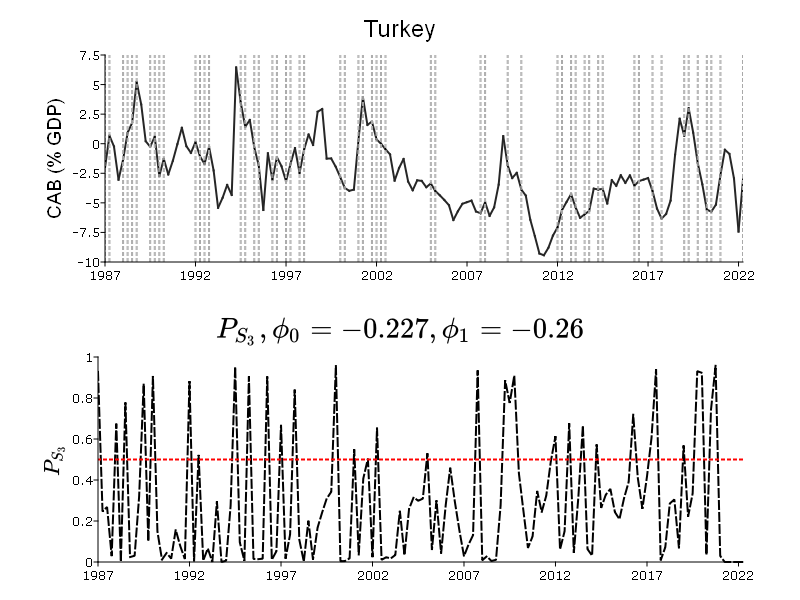 Turkey
CAB (% GDP)
7.5
5
2.5
0
-2.5
-5
-7.5
-10
1987 1992 1997 2002 2007 2012 2017 2022
P_{S_3}, ϕ_0 = −0.227, ϕ_1 = −0.26
P_{S_3}
1
0.8
0.6
0.4
0.2
0
1987 1992 1997 2002 2007 2012 2017 2022